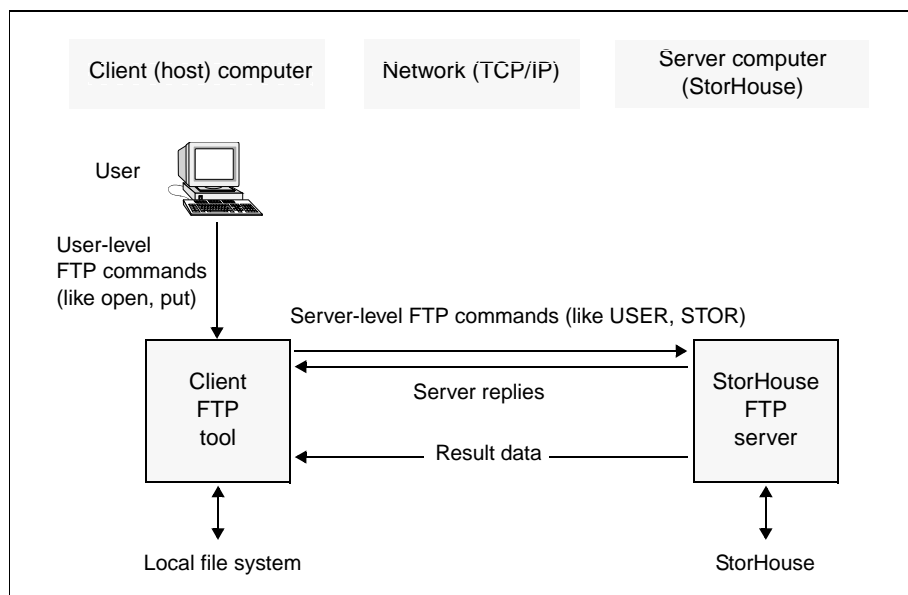 Client (host) computer
Network (TCP/IP)
Server computer
(StorHouse)
User
User-level
FTP commands
(like open, put)
Server-level FTP commands (like USER, STOR)
Client
FTP
tool
Server replies
StorHouse
FTP
server
Result data
Local file system
StorHouse